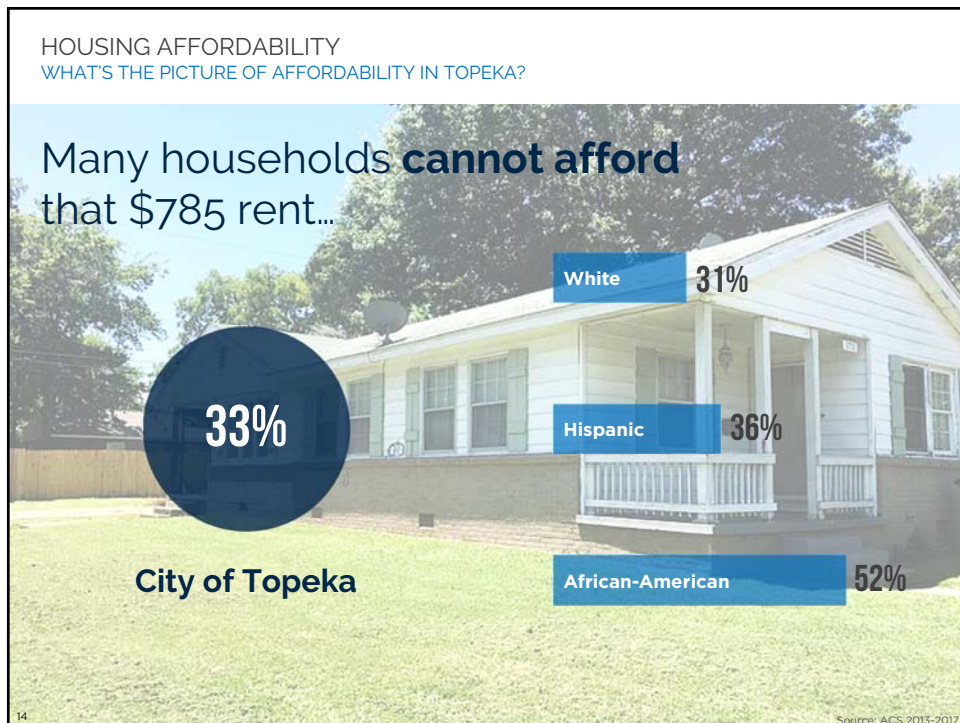 HOUSING AFFORDABILITY
WHAT'S THE PICTURE OF AFFORDABILITY IN TOPEKA?
Many households cannot afford
that $785 rent...
White 31%
33%
Hispanic 36%
City of Topeka
African-American 52%
14
Source: ACS 2013-2017